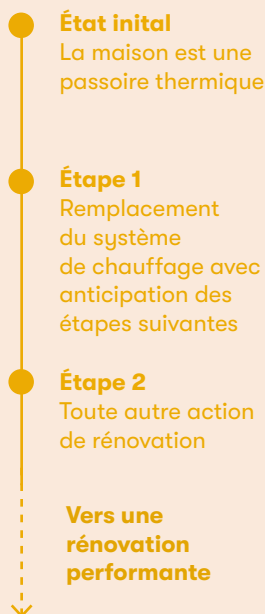 État inital
La maison est une
passoire thermique
Étape 1
Remplacement
du système
de chauffage avec
anticipation des
étapes suivantes
Étape 2
Toute autre action
de rénovation
Vers une
rénovation
performante